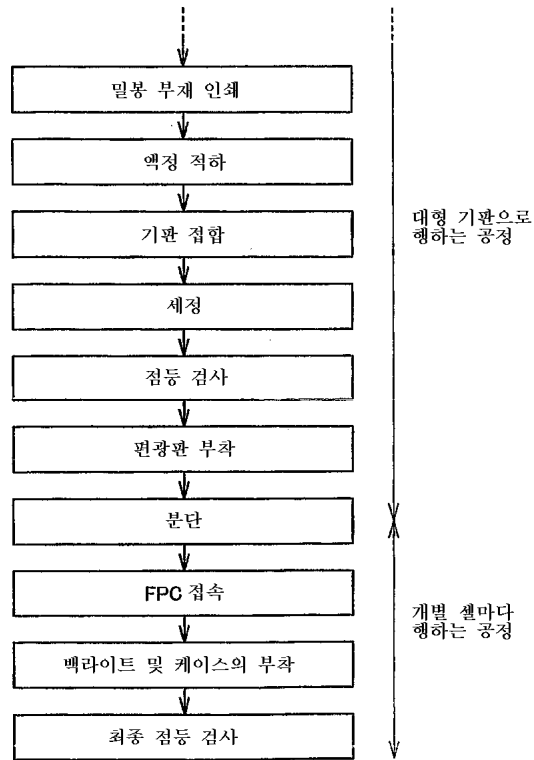 밀봉 부재 인쇄
액정 적하
기판 접합
세정
점등 검사
편광판 부착
분단
FPC 접속
백라이트 및 케이스의 부착
최종 점등 검사
대형 기판으로
행하는 공정
개별 셀마다
행하는 공정